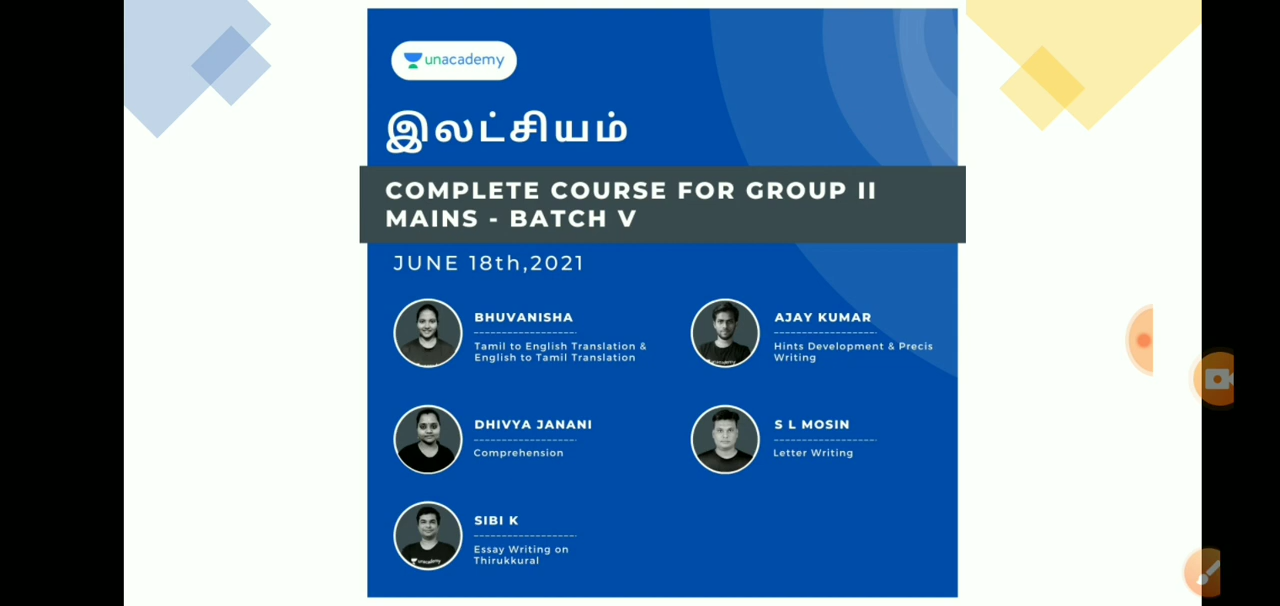 unacademy
இலட்சியம்
COMPLETE COURSE FOR GROUP II
MAINS - BATCH V
JUNE 18th,2021
BHUVANISHA
Tamil to English Translation &
English to Tamil Translation
AJAY KUMAR
Hints Development & Precis
Writing
DHIVYA JANANI
Comprehension
S L MOSIN
Letter Writing
SIBI K
Essay Writing on
Thirukkural
unacademy